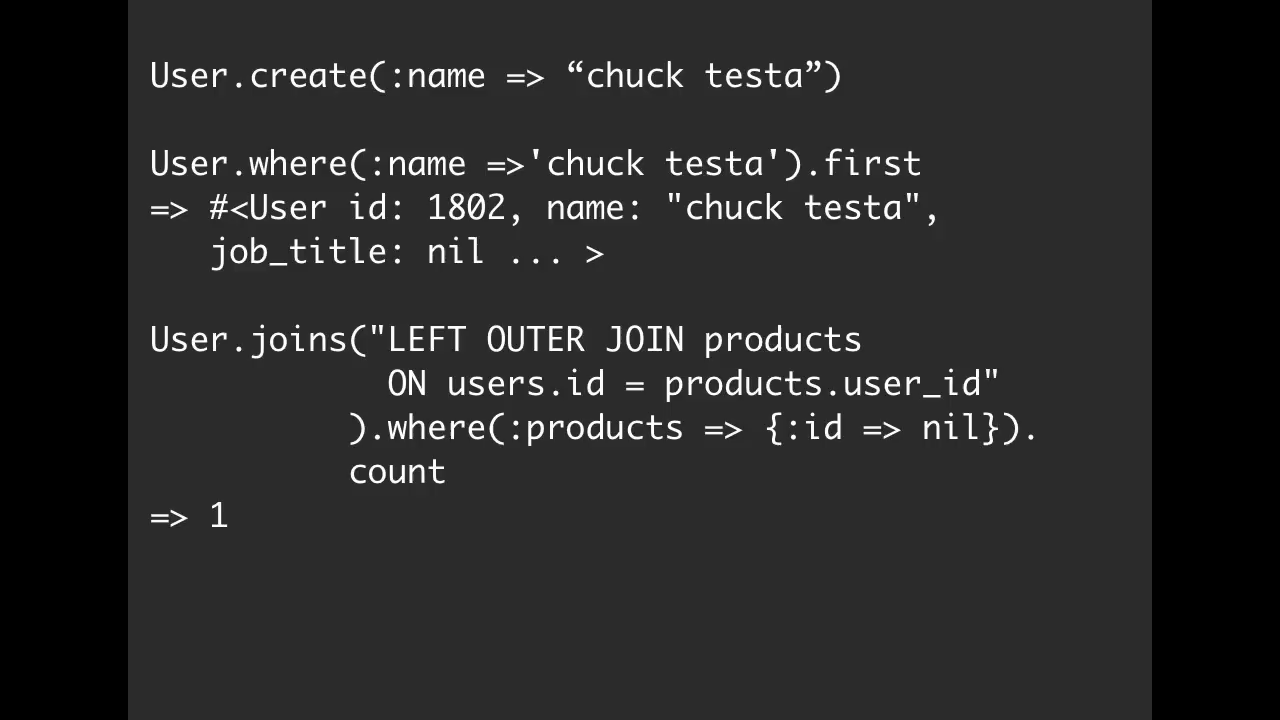 User.create(:name => “chuck testa”)
User.where(:name =>'chuck testa').first
=> #<User id: 1802, name: "chuck testa",
job_title: nil ... >
User.joins("LEFT OUTER JOIN products
ON users.id = products.user_id"
).where(:products => {:id => nil}).
count
=> 1